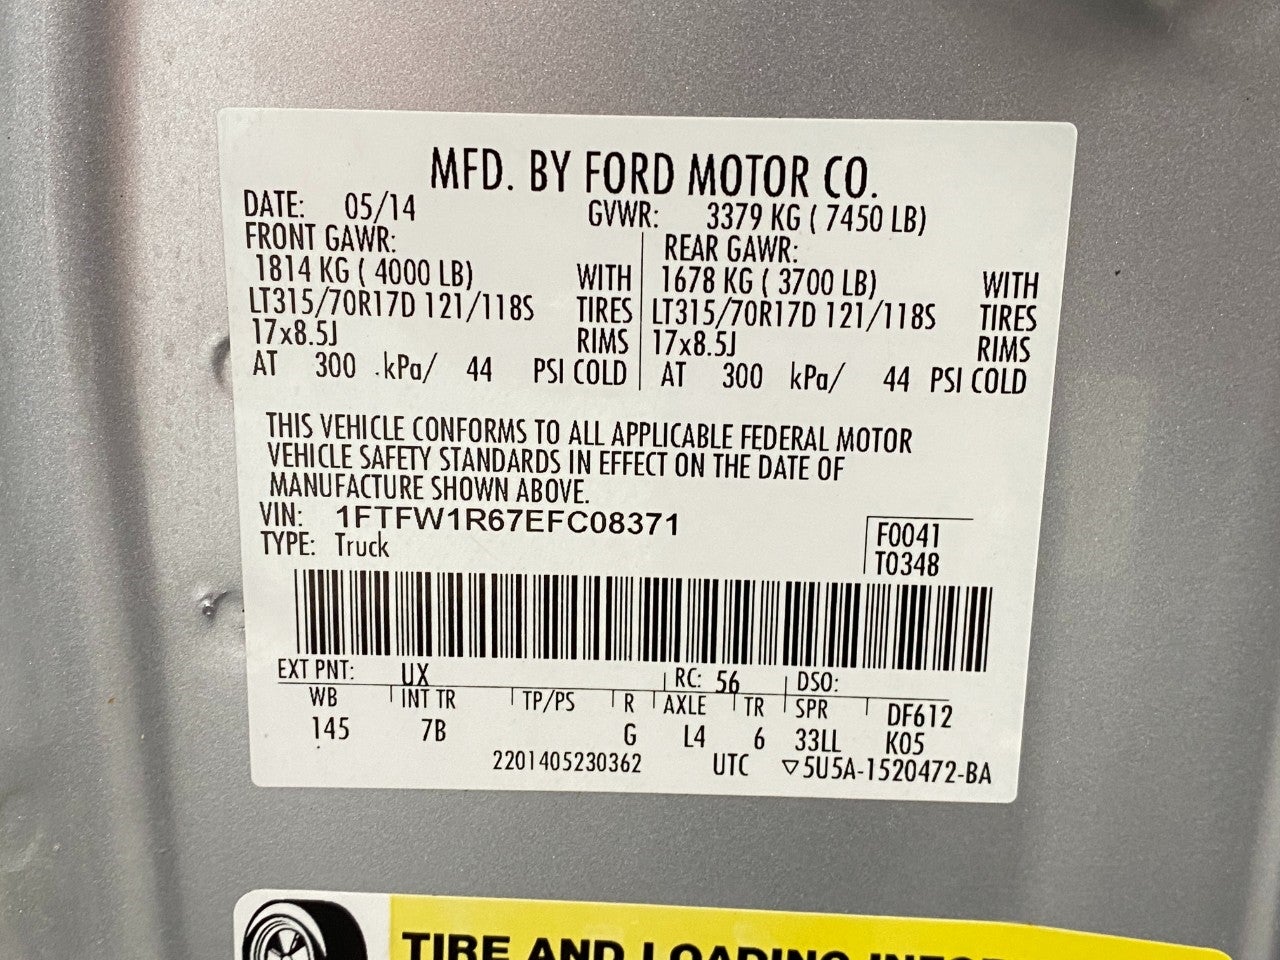 MFD. BY FORD MOTOR CO.
DATE: 05/14 GVWR: 3379 KG ( 7450 LB)
FRONT GAWR: REAR GAWR:
1814 KG ( 4000 LB) WITH 1678 KG ( 3700 LB) WITH
LT315/70R17D 121/118S TIRES LT315/70R17D 121/118S TIRES
17x8.5J RIMS 17x8.5J RIMS
AT 300 kPa/ 44 PSI COLD AT 300 kPa/ 44 PSI COLD
THIS VEHICLE CONFORMS TO ALL APPLICABLE FEDERAL MOTOR
VEHICLE SAFETY STANDARDS IN EFFECT ON THE DATE OF
MANUFACTURE SHOWN ABOVE.
VIN: 1FTFW1R67EFC08371 F0041
TYPE: Truck T0348
EXT PNT: UX RC: 56 DSO:
WB INT TR TP/PS R AXLE TR SPR DF612
145 7B G L4 6 33LL K05
2201405230362 UTC ▽5U5A-1520472-BA
TIRE AND LOADING